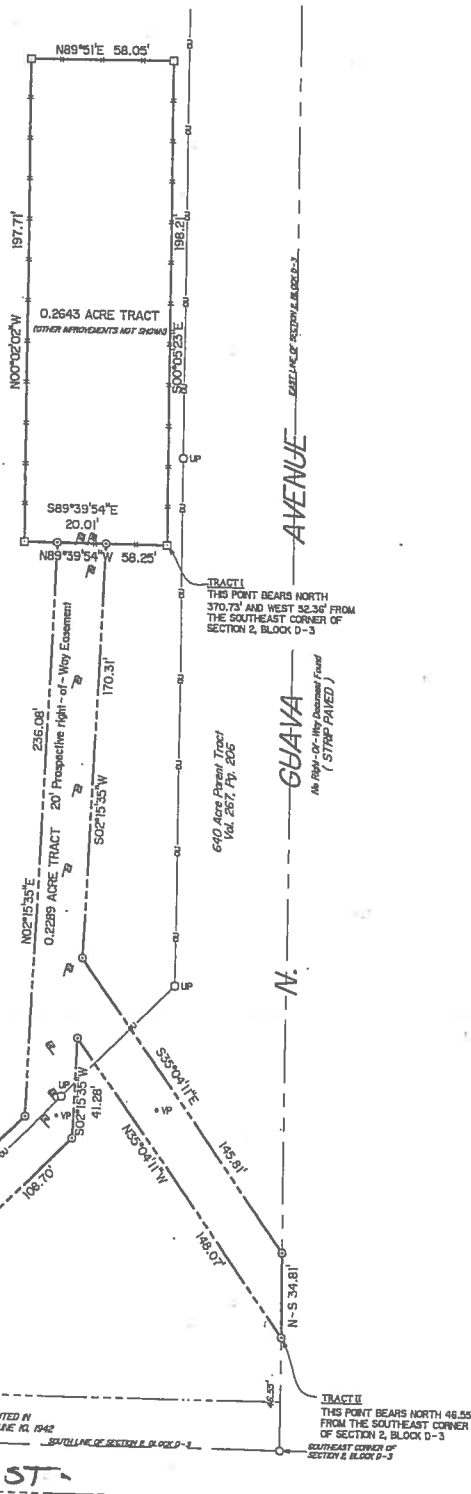 N89°51'E 58.05'
197.71'
N00°02'02"W
198.21'
S00°05'23"E
0.2643 ACRE TRACT
(OTHER IMPROVEMENTS NOT SHOWN)
EAST LINE OF SECTION 2, BLOCK D-3
AVENUE
UP
S89°39'54"E
20.01'
N89°39'54"W 58.25'
TRACT I
THIS POINT BEARS NORTH
370.73' AND WEST 52.36' FROM
THE SOUTHEAST CORNER OF
SECTION 2, BLOCK D-3
236.08'
N02°15'35"E
0.2289 ACRE TRACT
20' Prospective right-of-Way Easement
170.31'
S02°15'35"W
640 Acre Parent Tract
Vol. 267, Pg. 206
GUAVA
No Right-Of-Way Document Found
( STRIP PAVED )
N.
UP
S35°04'11"E
145.81'
UP
VP
S02°15'35"W
41.28'
VP
N35°04'11"W
148.07'
108.70'
N-S 34.81'
46.55'
TRACT II
THIS POINT BEARS NORTH 46.55
FROM THE SOUTHEAST CORNER
OF SECTION 2, BLOCK D-3
TED IN
UNE 10, 1942
SOUTH LINE OF SECTION 2, BLOCK D-3
SOUTHEAST CORNER OF
SECTION 2, BLOCK D-3
ST.